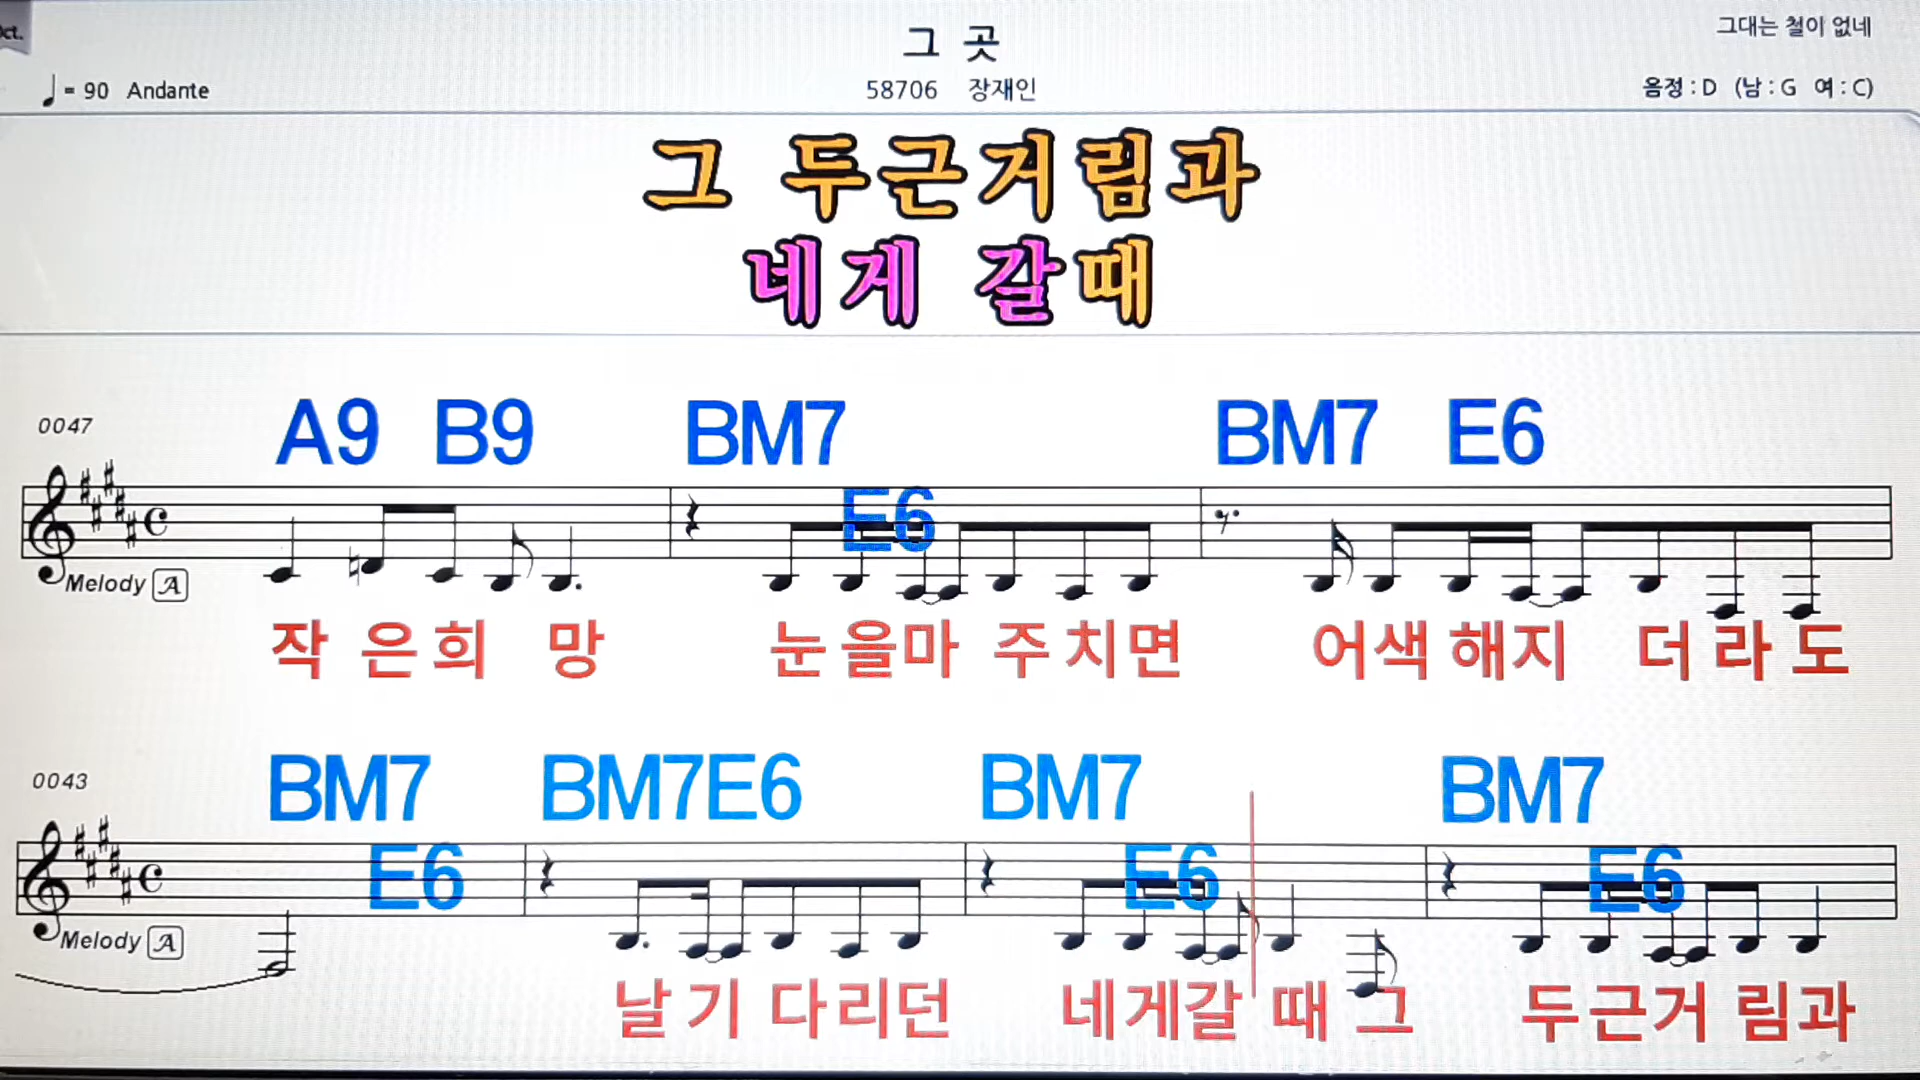 ct.
그 곳
그대는 철이 없네
= 90 Andante
58706 장재인
음정 : D (남 : G 여 : C)
그 두근거림과
네게 갈때
0047
A9 B9 BM7 E6 BM7 E6
Melody A
작 은 희 망 눈 을 마 주 치 면 어 색 해 지 더 라 도
0043
BM7 E6 BM7 E6 BM7 E6 BM7 E6
Melody A
날 기 다 리 던 네 게 갈 때 그 두 근 거 림 과